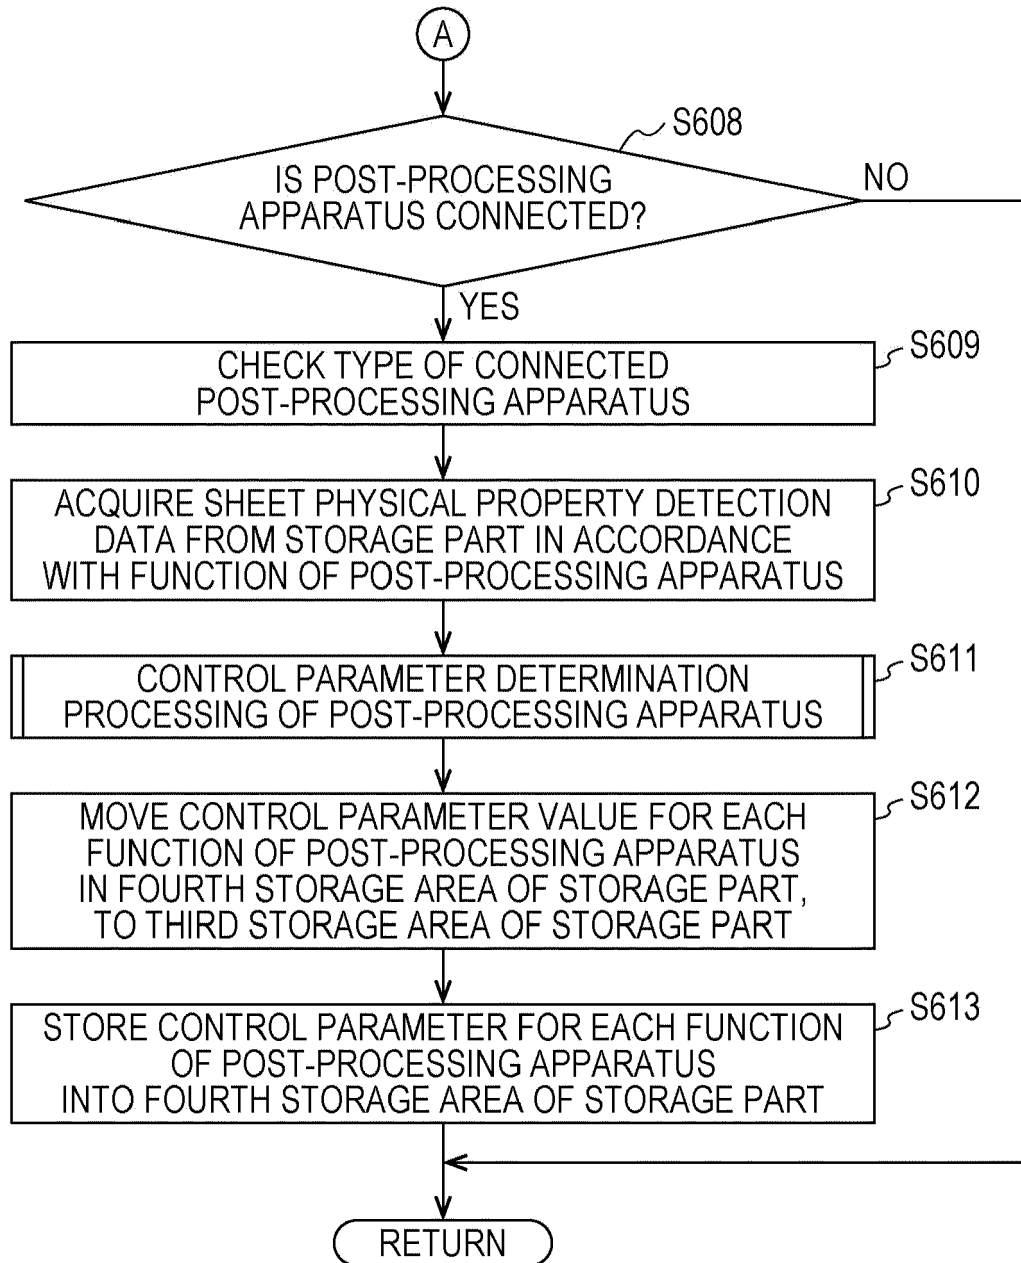 A
S608
IS POST-PROCESSING
APPARATUS CONNECTED?
NO
YES
S609
CHECK TYPE OF CONNECTED
POST-PROCESSING APPARATUS
S610
ACQUIRE SHEET PHYSICAL PROPERTY DETECTION
DATA FROM STORAGE PART IN ACCORDANCE
WITH FUNCTION OF POST-PROCESSING APPARATUS
S611
CONTROL PARAMETER DETERMINATION
PROCESSING OF POST-PROCESSING APPARATUS
S612
MOVE CONTROL PARAMETER VALUE FOR EACH
FUNCTION OF POST-PROCESSING APPARATUS
IN FOURTH STORAGE AREA OF STORAGE PART,
TO THIRD STORAGE AREA OF STORAGE PART
S613
STORE CONTROL PARAMETER FOR EACH FUNCTION
OF POST-PROCESSING APPARATUS
INTO FOURTH STORAGE AREA OF STORAGE PART
RETURN